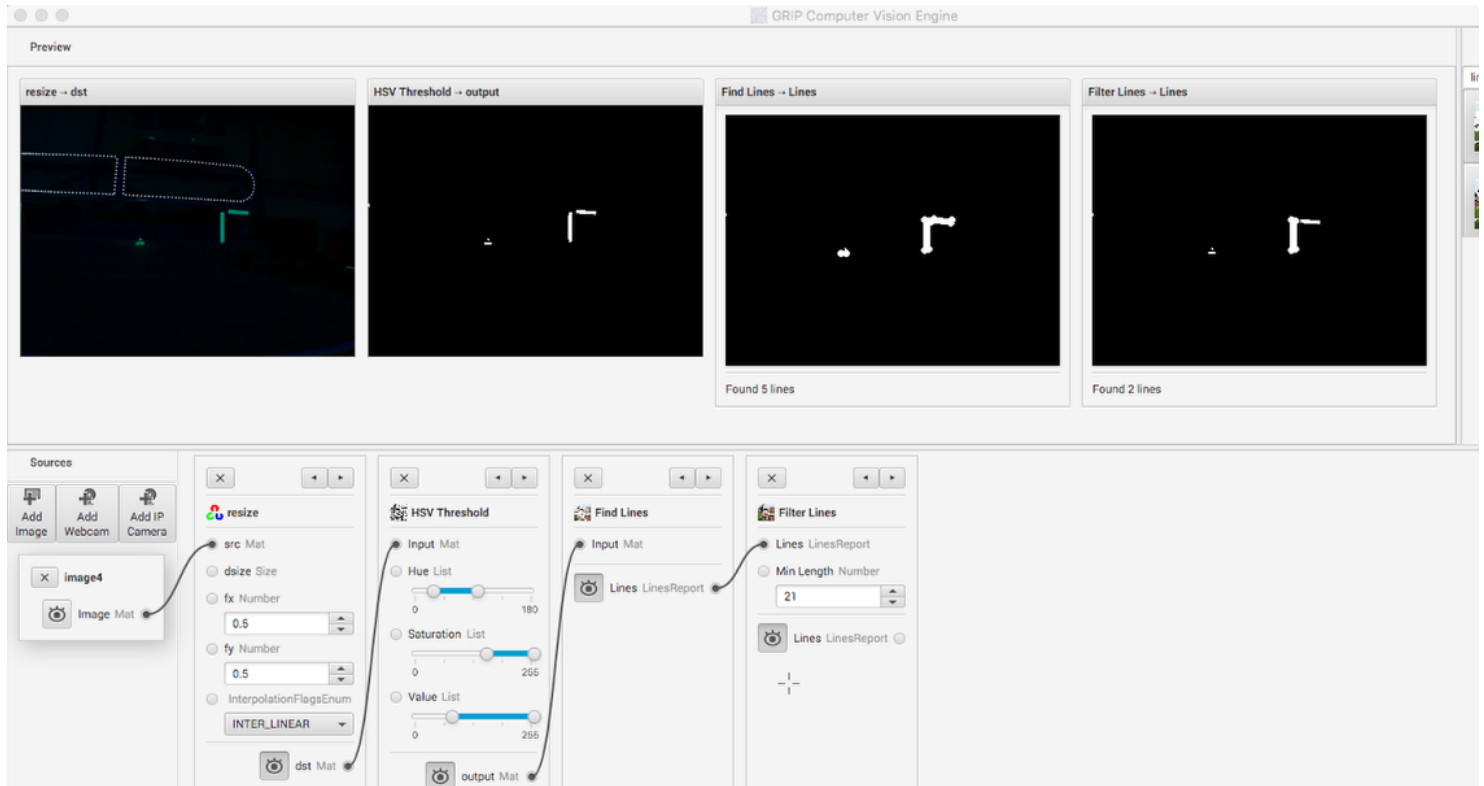 GRIP Computer Vision Engine
Preview
resize → dst
HSV Threshold → output
Find Lines → Lines
Filter Lines → Lines
Found 5 lines
Found 2 lines
Sources
Add Image
Add Webcam
Add IP Camera
image4
Image Mat
resize
src Mat
dsize Size
fx Number
0.5
fy Number
0.5
InterpolationFlagsEnum
INTER_LINEAR
dst Mat
HSV Threshold
Input Mat
Hue List
0 180
Saturation List
0 255
Value List
0 255
output Mat
Find Lines
Input Mat
Lines LinesReport
Filter Lines
Lines LinesReport
Min Length Number
21
Lines LinesReport